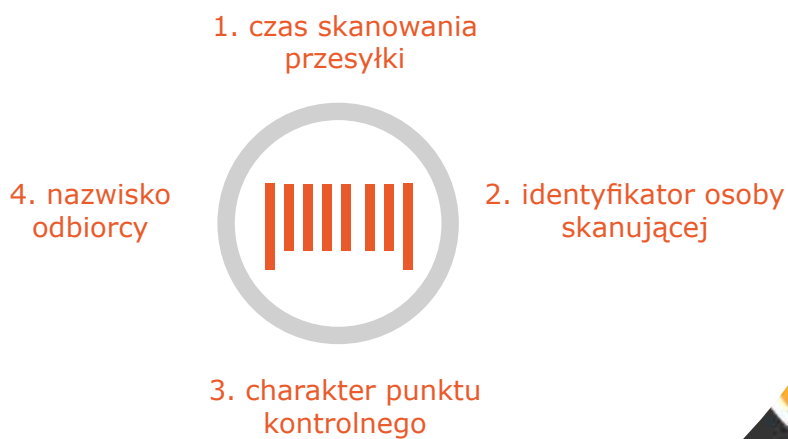 1. czas skanowania
przesyłki
4. nazwisko
odbiorcy
2. identyfikator osoby
skanującej
3. charakter punktu
kontrolnego